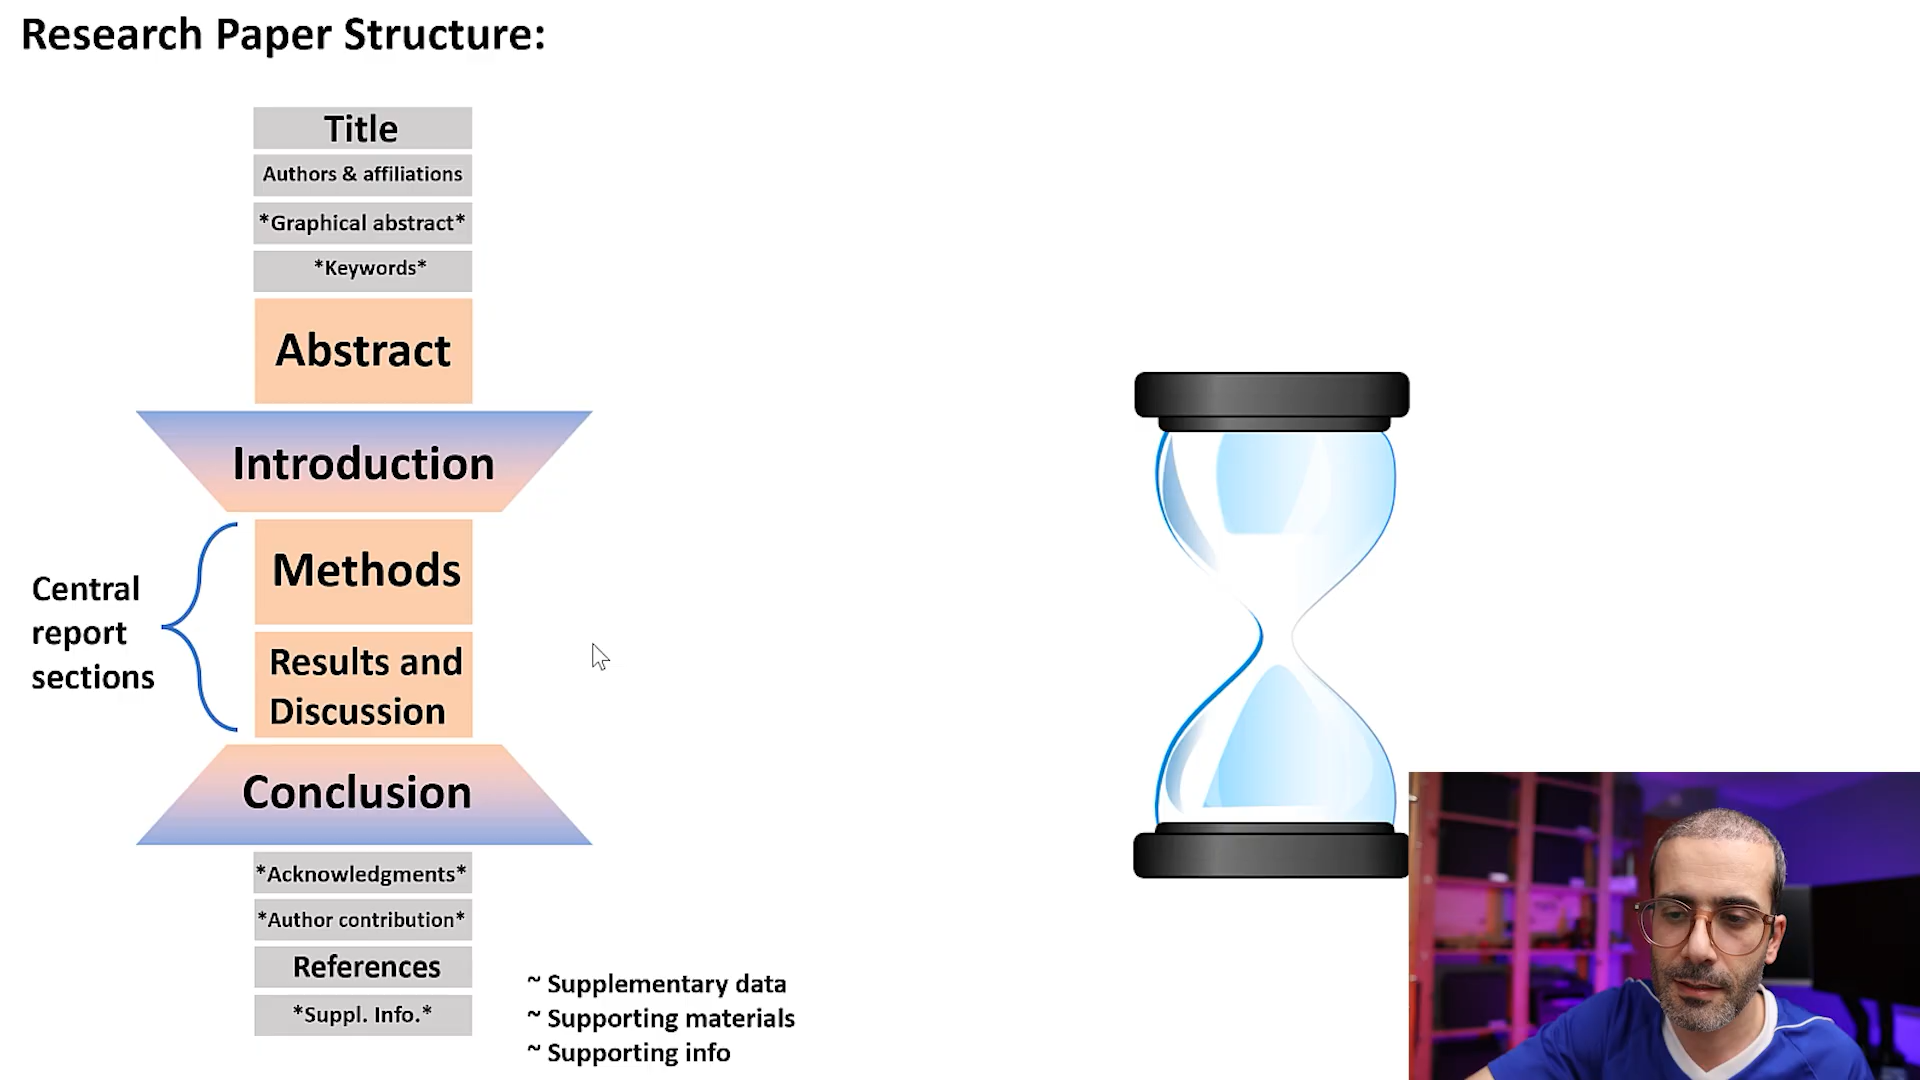 Research Paper Structure:
Title
Authors & affiliations
*Graphical abstract*
*Keywords*
Abstract
Introduction
Methods
Central
report
sections
Results and
Discussion
Conclusion
*Acknowledgments*
*Author contribution*
References
*Suppl. Info.*
~ Supplementary data
~ Supporting materials
~ Supporting info